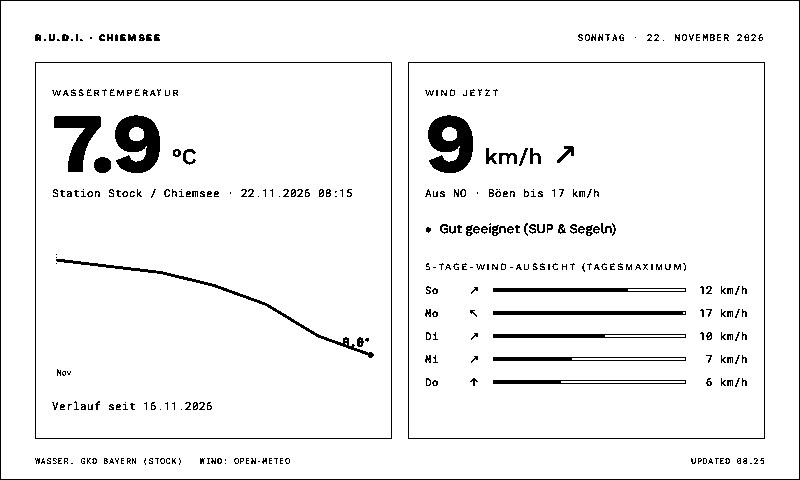 R.U.D.I. · CHIEMSEE
SONNTAG · 22. NOVEMBER 2026
WASSERTEMPERATUR
7.9 °C
Station Stock / Chiemsee · 22.11.2026 08:15
8.0°
Nov
Verlauf seit 16.11.2026
WIND JETZT
9 km/h ↗
Aus NO · Böen bis 17 km/h
• Gut geeignet (SUP & Segeln)
5-TAGE-WIND-AUSSICHT (TAGESMAXIMUM)
So ↗ 12 km/h
Mo ↖ 17 km/h
Di ↗ 10 km/h
Mi ↗ 7 km/h
Do ↑ 6 km/h
WASSER: GKD BAYERN (STOCK) WIND: OPEN-METEO
UPDATED 08:25